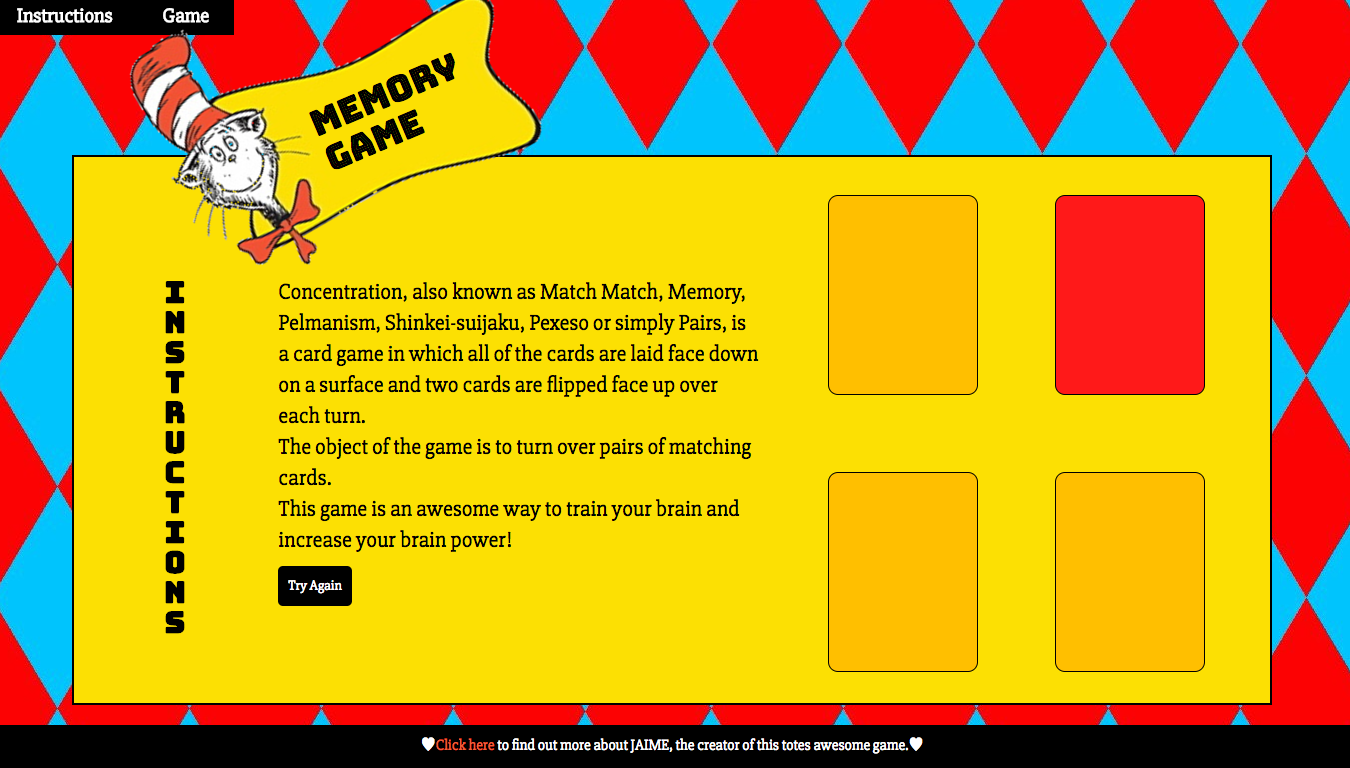 Instructions Game
MEMORY
GAME
INSTRUCTIONS
Concentration, also known as Match Match, Memory,
Pelmanism, Shinkei-suijaku, Pexeso or simply Pairs, is
a card game in which all of the cards are laid face down
on a surface and two cards are flipped face up over
each turn.
The object of the game is to turn over pairs of matching
cards.
This game is an awesome way to train your brain and
increase your brain power!
Try Again
♥Click here to find out more about JAIME, the creator of this totes awesome game.♥